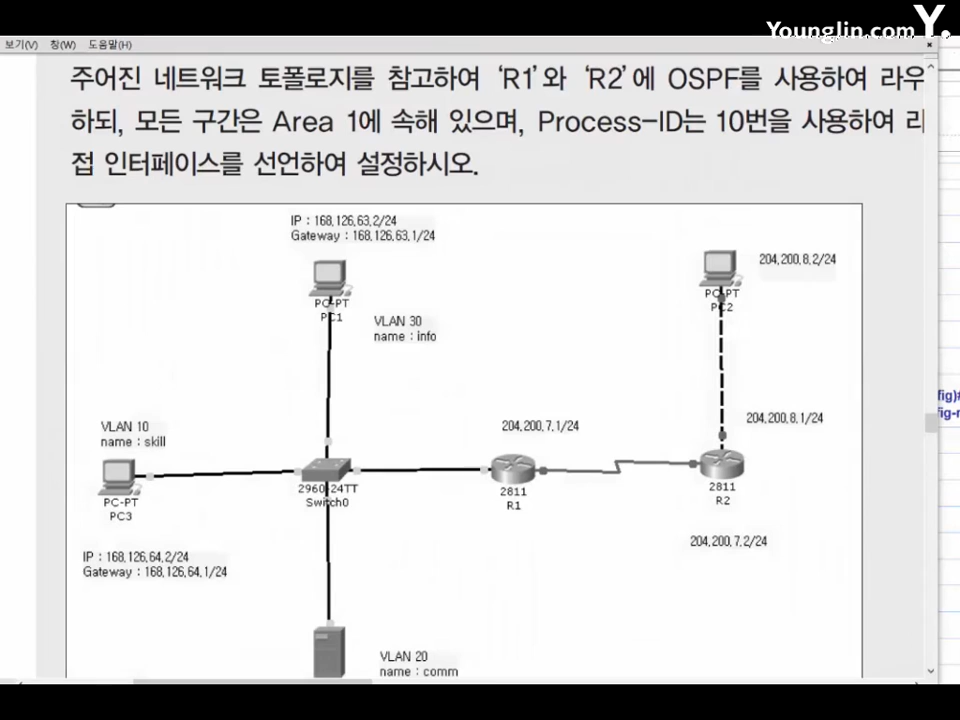 Younglin.com Y.
보기(V) 창(W) 도움말(H)
주어진 네트워크 토폴로지를 참고하여 'R1'와 'R2'에 OSPF를 사용하여 라우
하되, 모든 구간은 Area 1에 속해 있으며, Process-ID는 10번을 사용하여
접 인터페이스를 선언하여 설정하시오.
IP : 168,126,63,2/24
Gateway : 168,126,63,1/24
PC-PT
PC1
VLAN 30
name : info
204,200,8,2/24
PC-PT
PC2
204,200,8,1/24
VLAN 10
name : skill
204,200,7,1/24
PC-PT
PC3
2960-24TT
Switch0
2811
R1
2811
R2
204,200,7,2/24
IP : 168,126,64,2/24
Gateway : 168,126,64,1/24
VLAN 20
name : comm
fig)#